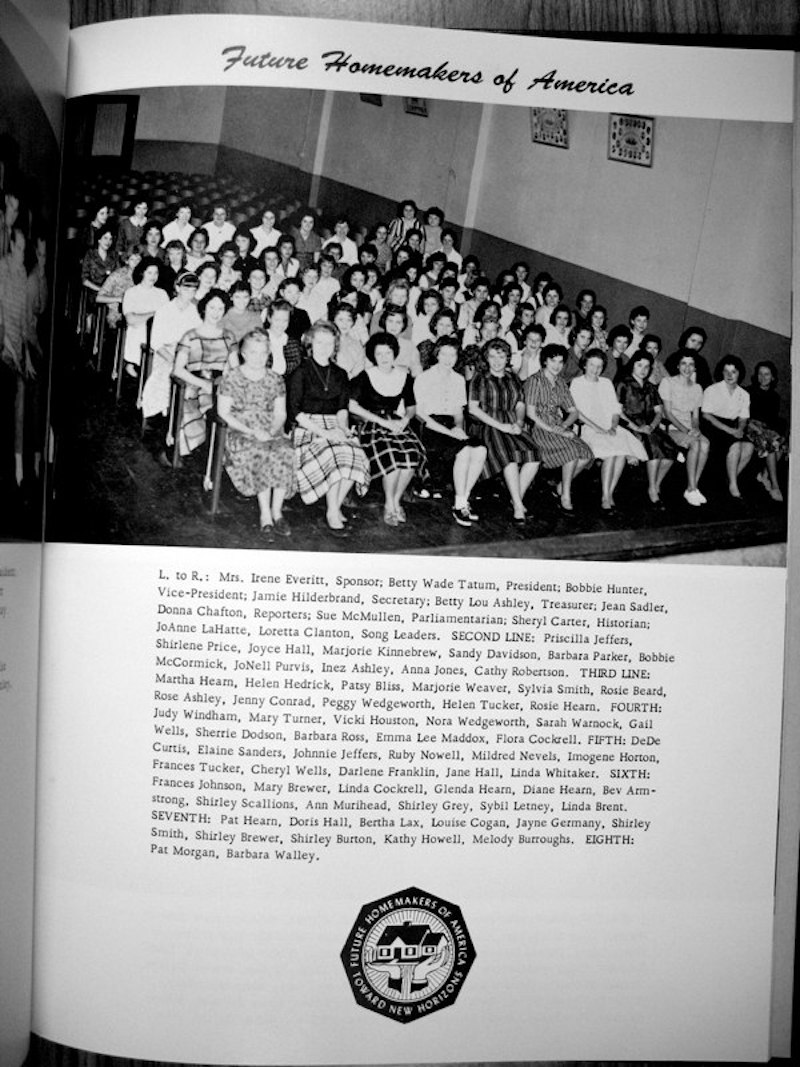 Future Homemakers of America
L. to R.: Mrs. Irene Everitt, Sponsor; Betty Wade Tatum, President; Bobbie Hunter,
Vice-President; Jamie Hilderbrand, Secretary; Betty Lou Ashley, Treasurer; Jean Sadler,
Donna Chafton, Reporters; Sue McMullen, Parliamentarian; Sheryl Carter, Historian;
JoAnne LaHatte, Loretta Clanton, Song Leaders. SECOND LINE: Priscilla Jeffers,
Shirlene Price, Joyce Hall, Marjorie Kinnebrew, Sandy Davidson, Barbara Parker, Bobbie
McCormick, JoNell Purvis, Inez Ashley, Anna Jones, Cathy Robertson. THIRD LINE:
Martha Hearn, Helen Hedrick, Patsy Bliss, Marjorie Weaver, Sylvia Smith, Rosie Beard,
Rose Ashley, Jenny Conrad, Peggy Wedgeworth, Helen Tucker, Rosie Hearn. FOURTH:
Judy Windham, Mary Turner, Vicki Houston, Nora Wedgeworth, Sarah Warnock, Gail
Wells, Sherrie Dodson, Barbara Ross, Emma Lee Maddox, Flora Cockrell. FIFTH: DeDe
Curtis, Elaine Sanders, Johnnie Jeffers, Ruby Nowell, Mildred Nevels, Imogene Horton,
Frances Tucker, Cheryl Wells, Darlene Franklin, Jane Hall, Linda Whitaker. SIXTH:
Frances Johnson, Mary Brewer, Linda Cockrell, Glenda Hearn, Diane Hearn, Bev Arm-
strong, Shirley Scallions, Ann Murihead, Shirley Grey, Sybil Letney, Linda Brent.
SEVENTH: Pat Hearn, Doris Hall, Bertha Lax, Louise Cogan, Jayne Germany, Shirley
Smith, Shirley Brewer, Shirley Burton, Kathy Howell, Melody Burroughs. EIGHTH:
Pat Morgan, Barbara Walley.
FUTURE HOMEMAKERS OF AMERICA
TOWARD NEW HORIZONS